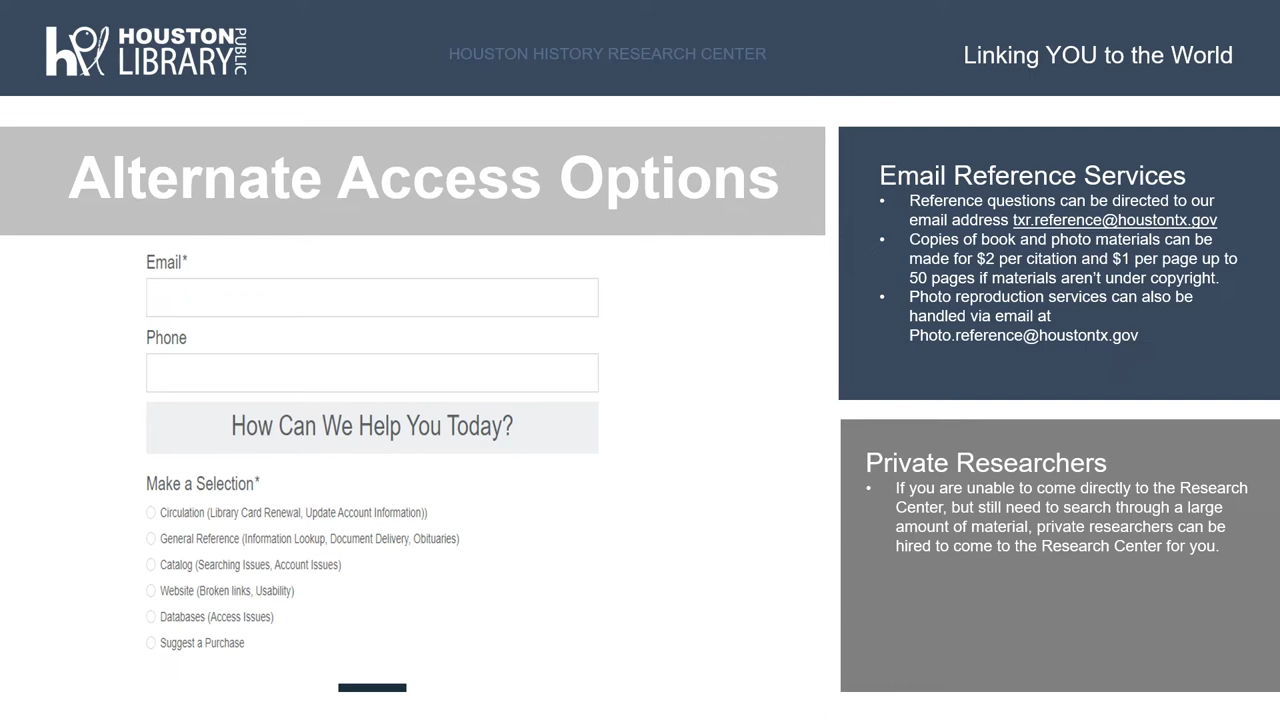 HOUSTON
LIBRARY
PUBLIC
HOUSTON HISTORY RESEARCH CENTER
Linking YOU to the World
Alternate Access Options
Email*
Phone
How Can We Help You Today?
Make a Selection*
Circulation (Library Card Renewal, Update Account Information))
General Reference (Information Lookup, Document Delivery, Obituaries)
Catalog (Searching Issues, Account Issues)
Website (Broken links, Usability)
Databases (Access Issues)
Suggest a Purchase
Email Reference Services
• Reference questions can be directed to our
email address txr.reference@houstontx.gov
• Copies of book and photo materials can be
made for $2 per citation and $1 per page up to
50 pages if materials aren’t under copyright.
• Photo reproduction services can also be
handled via email at
Photo.reference@houstontx.gov
Private Researchers
• If you are unable to come directly to the Research
Center, but still need to search through a large
amount of material, private researchers can be
hired to come to the Research Center for you.